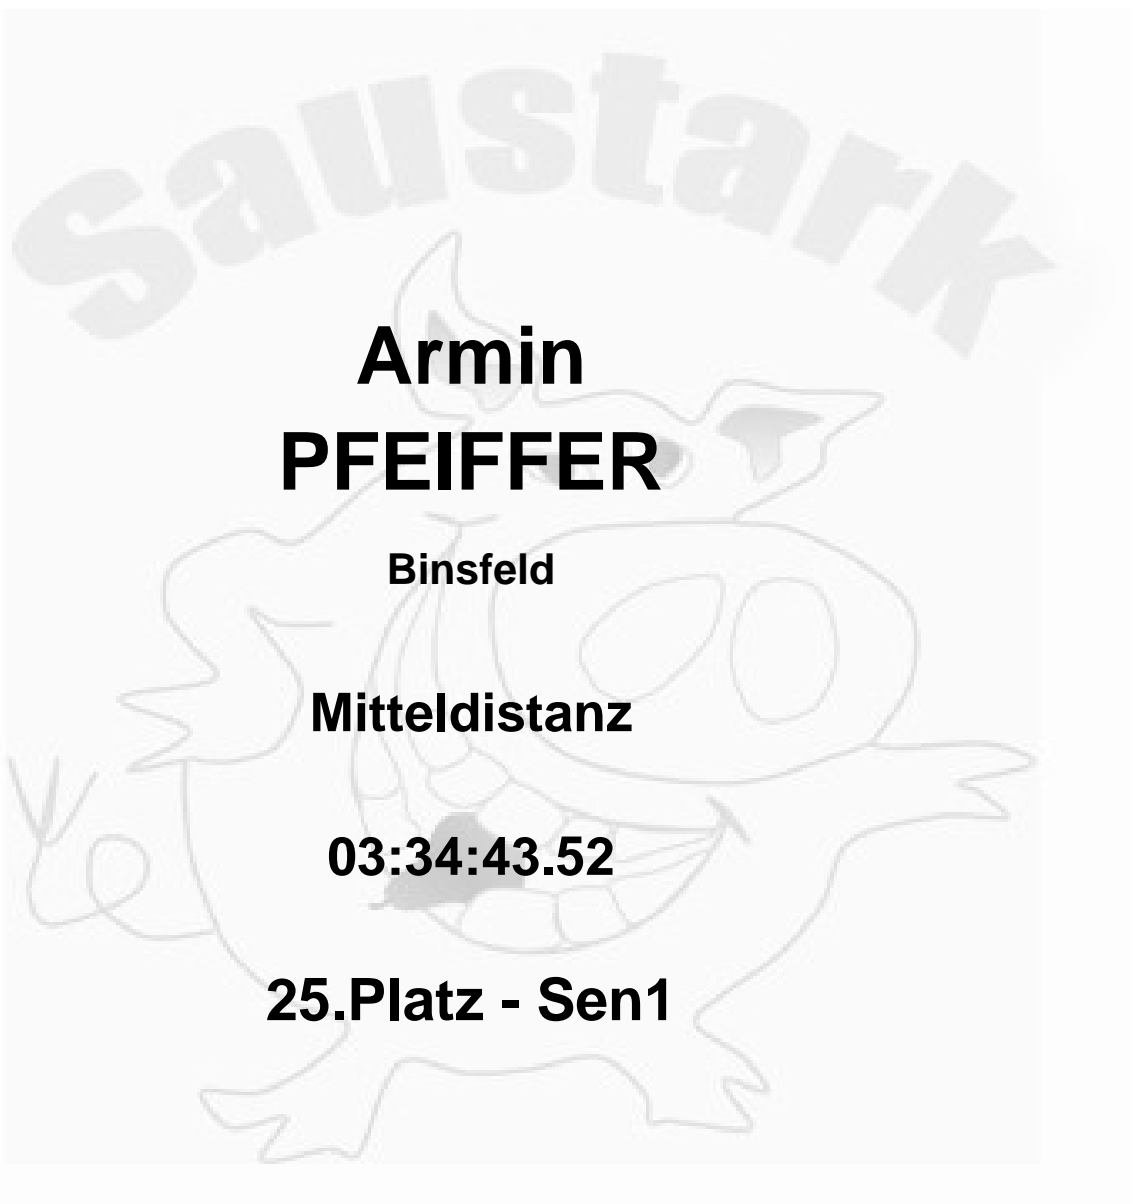 Saustark
Armin
PFEIFFER
Binsfeld
Mitteldistanz
03:34:43.52
25.Platz - Sen1